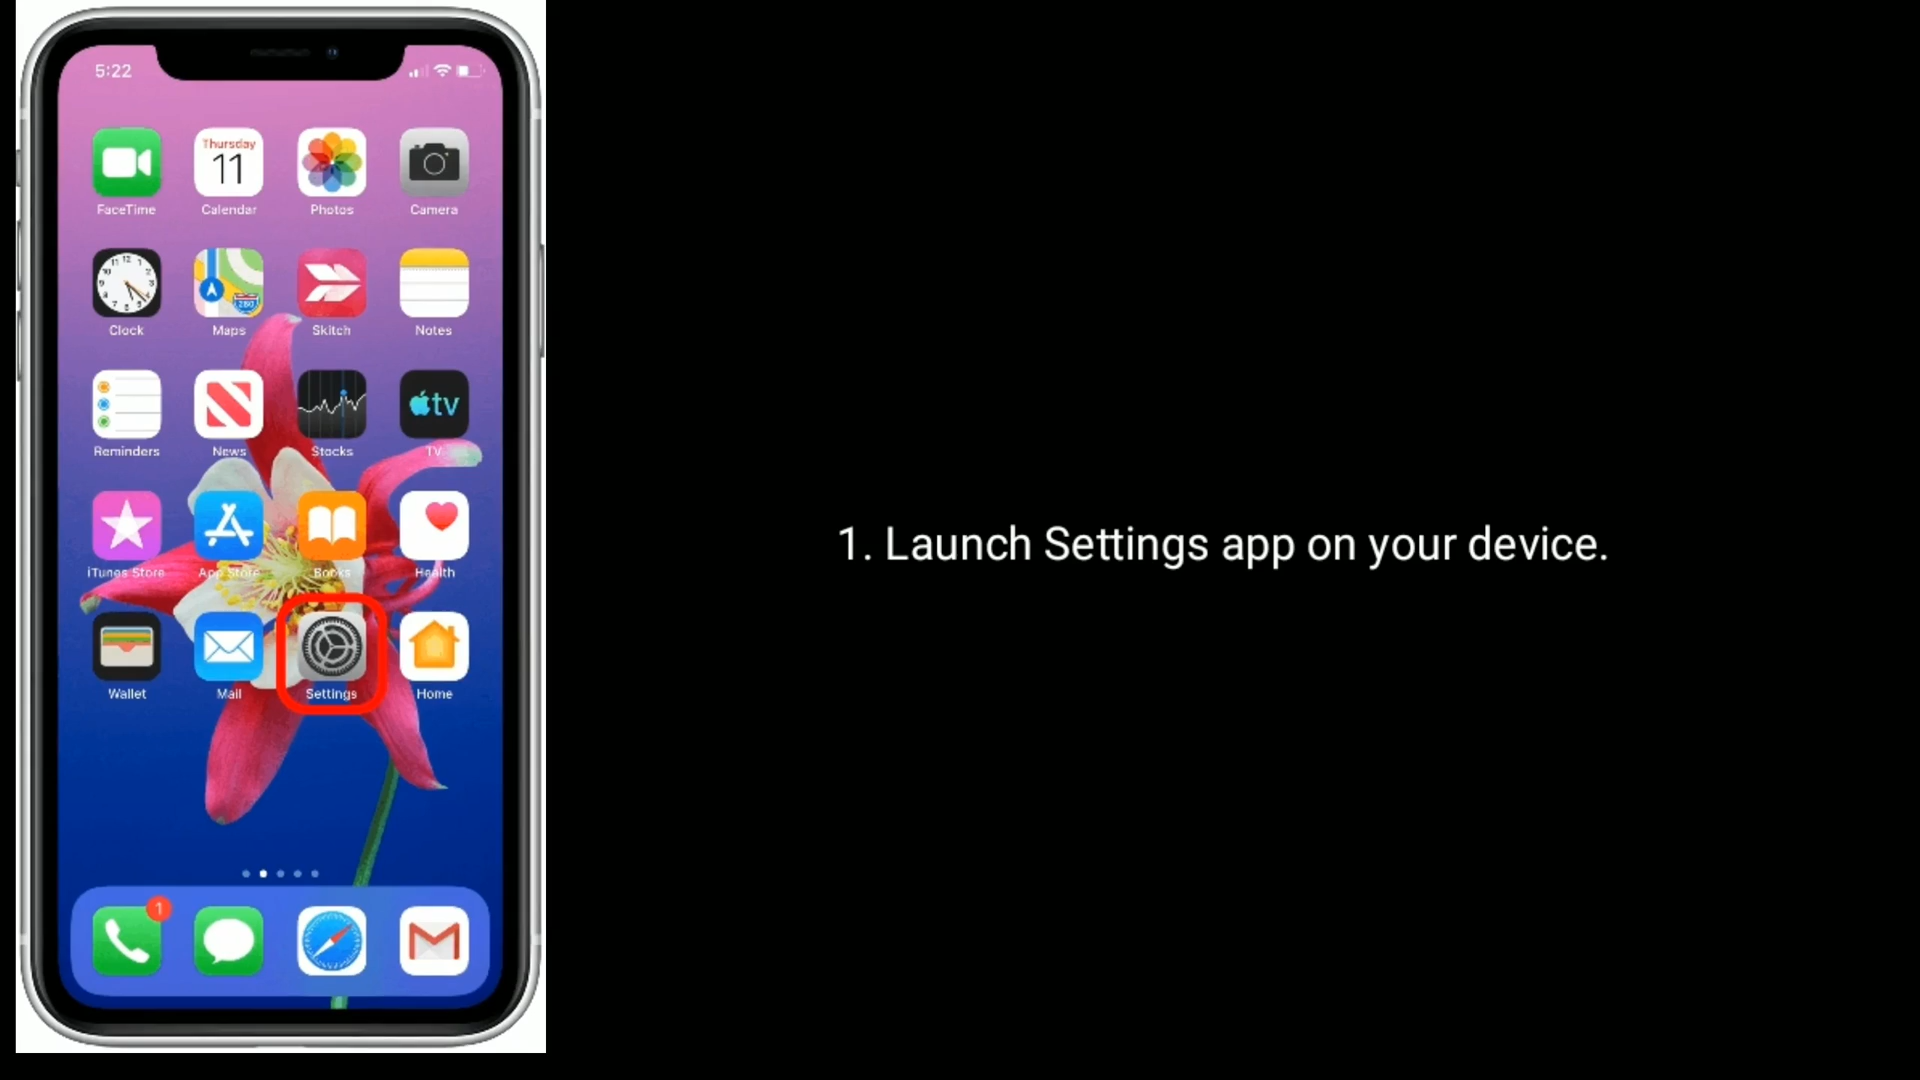 5:22
Thursday
11
FaceTime
Calendar
Photos
Camera
Clock
Maps
Skitch
Notes
tv
Reminders
News
Stocks
TV
iTunes Store
App Store
Books
Health
Wallet
Mail
Settings
Home
1
1. Launch Settings app on your device.